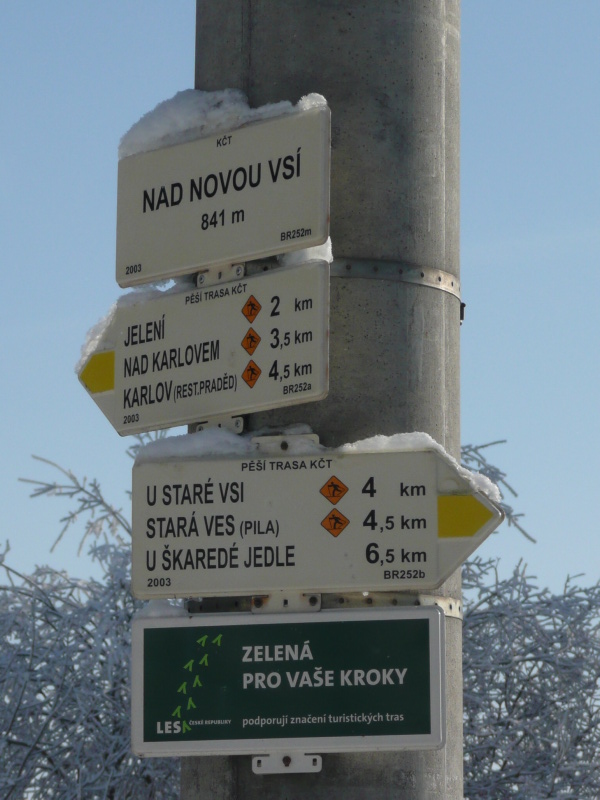 KČT
NAD NOVOU VSÍ
841 m
2003 BR252m
PĚŠÍ TRASA KČT
JELENÍ 2 km
NAD KARLOVEM 3,5 km
KARLOV (REST.PRADĚD) 4,5 km
2003 BR252a
PĚŠÍ TRASA KČT
U STARÉ VSI 4 km
STARÁ VES (PILA) 4,5 km
U ŠKAREDÉ JEDLE 6,5 km
2003 BR252b
ZELENÁ
PRO VAŠE KROKY
LESY ČESKÉ REPUBLIKY podporují značení turistických tras